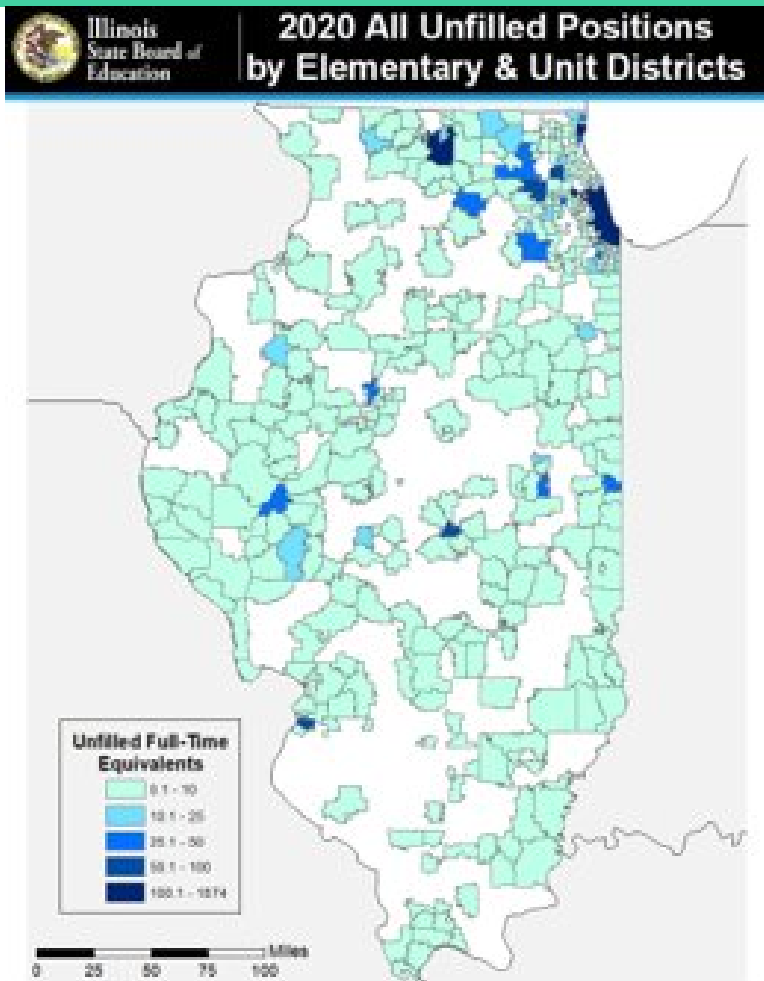 Illinois
State Board of
Education
2020 All Unfilled Positions
by Elementary & Unit Districts
Unfilled Full-Time
Equivalents
0.1 - 10
10.1 - 25
25.1 - 50
50.1 - 100
100.1 - 1874
Miles
0 25 50 75 100